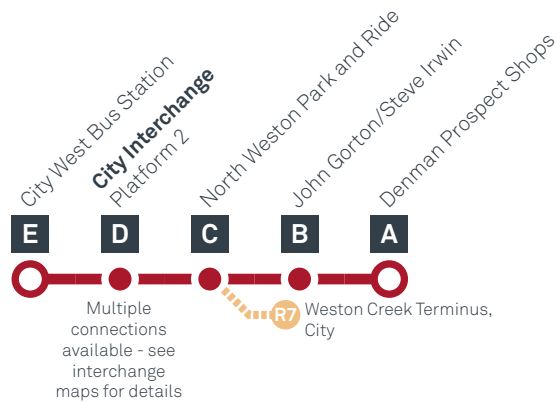 City West Bus Station
City Interchange
Platform 2
North Weston Park and Ride
John Gorton/Steve Irwin
Denman Prospect Shops
E
D
C
B
A
Multiple
connections
available - see
interchange
maps for details
R7
Weston Creek Terminus,
City